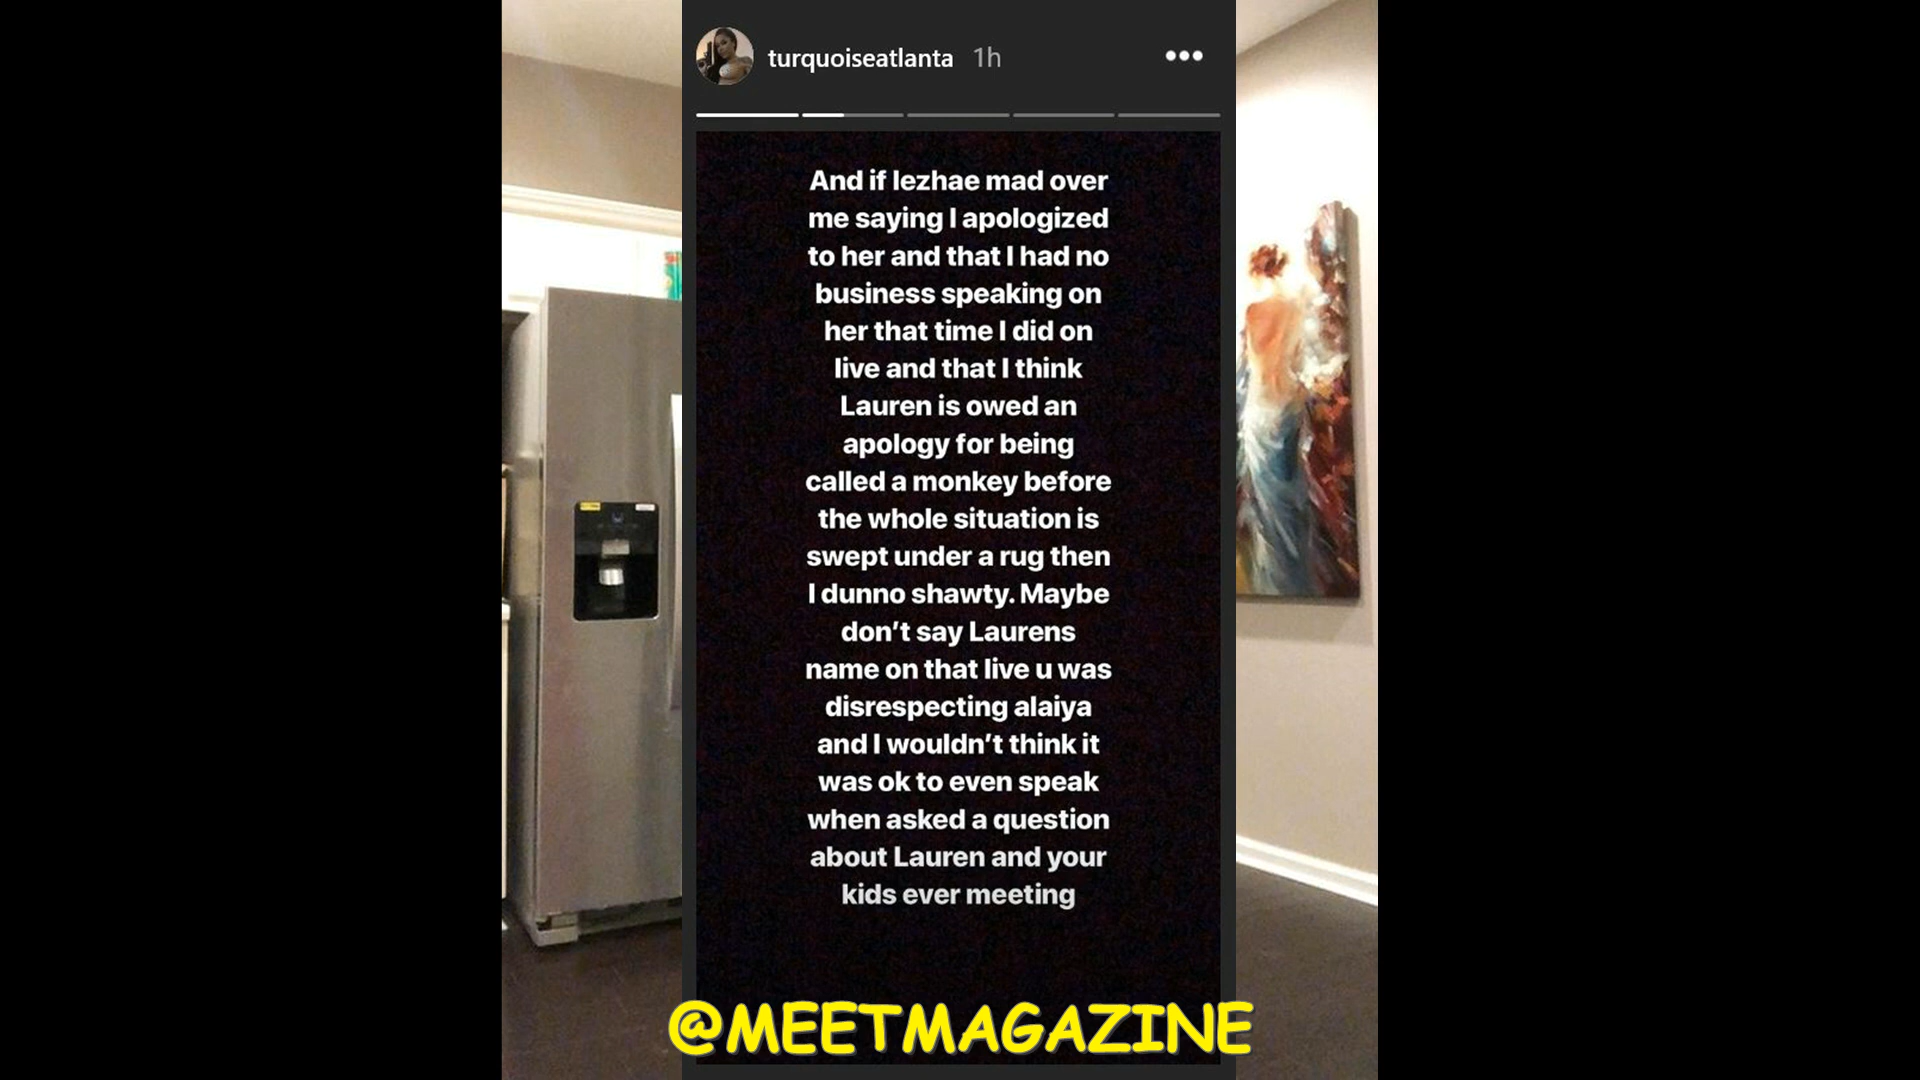 turquoiseatlanta 1h
And if lezhae mad over
me saying I apologized
to her and that I had no
business speaking on
her that time I did on
live and that I think
Lauren is owed an
apology for being
called a monkey before
the whole situation is
swept under a rug then
I dunno shawty. Maybe
don’t say Laurens
name on that live u was
disrespecting alaiya
and I wouldn’t think it
was ok to even speak
when asked a question
about Lauren and your
kids ever meeting
@MEETMAGAZINE